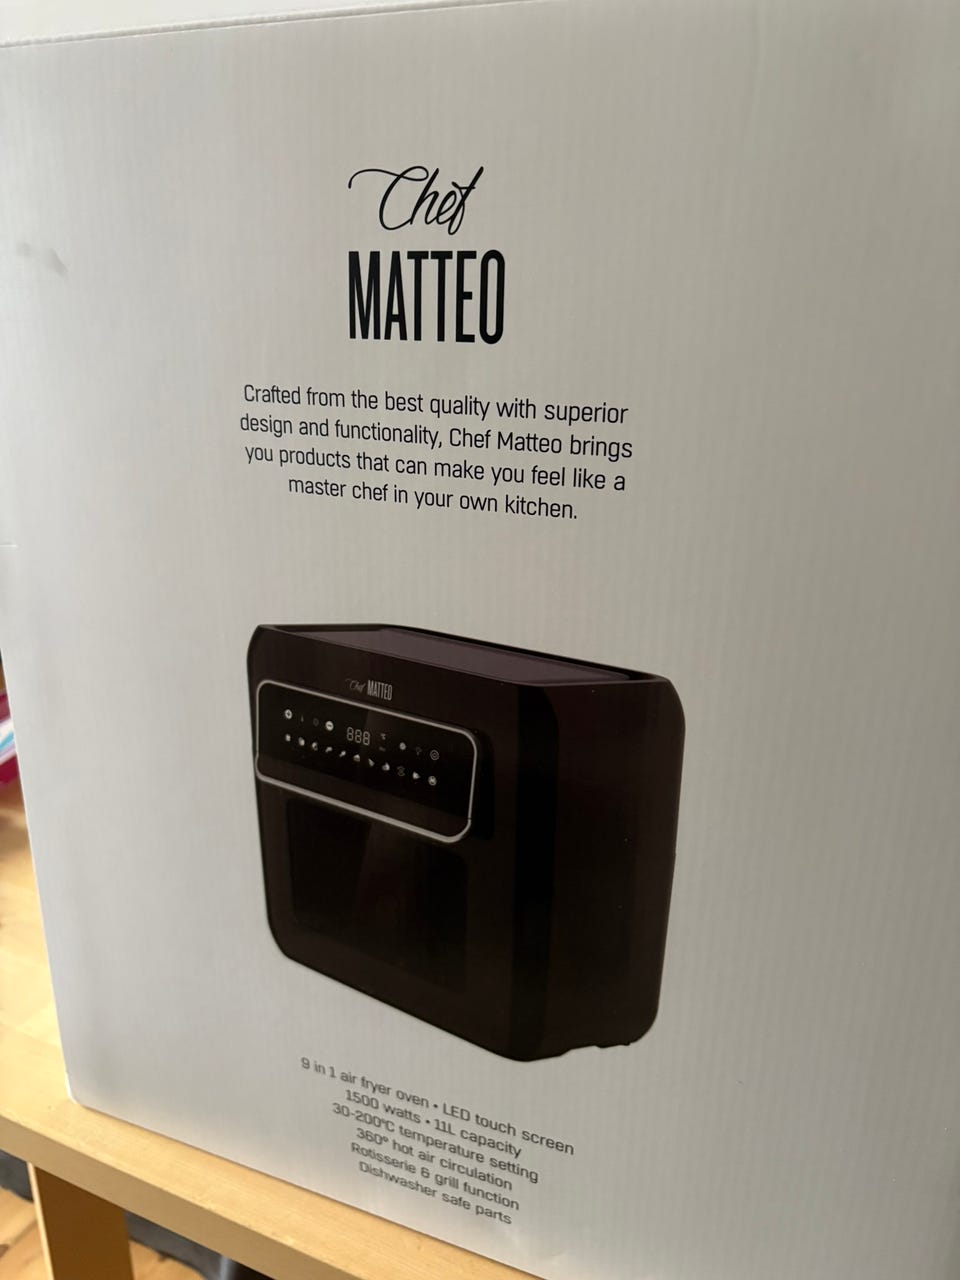 Chef
MATTEO
Crafted from the best quality with superior
design and functionality, Chef Matteo brings
you products that can make you feel like a
master chef in your own kitchen.
Chef MATTEO
888
°C
9 in 1 air fryer oven • LED touch screen
1500 watts • 11L capacity
30-200°C temperature setting
360° hot air circulation
Rotisserie & grill function
Dishwasher safe parts